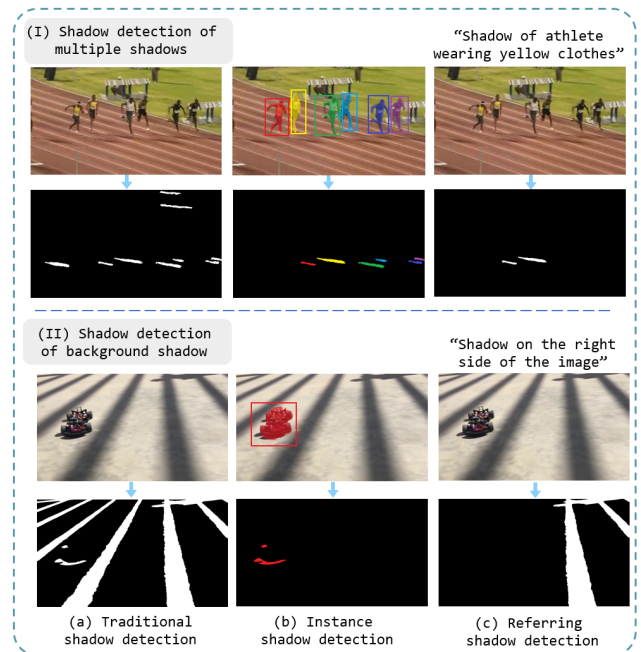 (I) Shadow detection of
multiple shadows
“Shadow of athlete
wearing yellow clothes”
(II) Shadow detection
of background shadow
“Shadow on the right
side of the image”
(a) Traditional
shadow detection
(b) Instance
shadow detection
(c) Referring
shadow detection